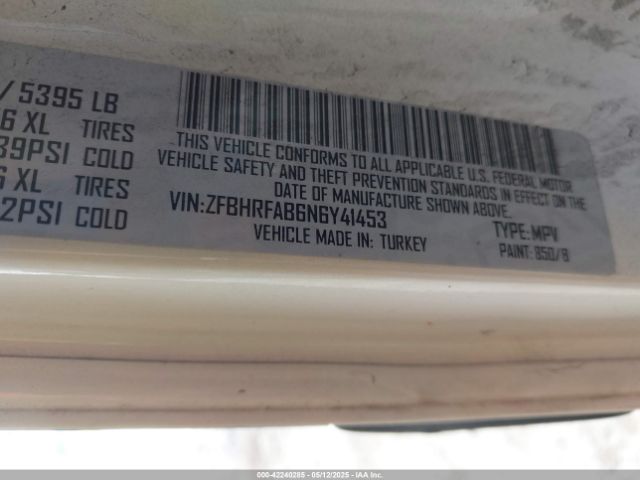 / 5395 LB
6 XL TIRES
39PSI COLD
6 XL TIRES
2PSI COLD
THIS VEHICLE CONFORMS TO ALL APPLICABLE U.S. FEDERAL MOTOR
VEHICLE SAFETY AND THEFT PREVENTION STANDARDS IN EFFECT ON THE
DATE OF MANUFACTURE SHOWN ABOVE.
VIN:ZFBHRFAB6N6Y41453
TYPE:MPV
VEHICLE MADE IN: TURKEY
PAINT: 850/8
000-42240285 - 05/12/2025 - IAA Inc.